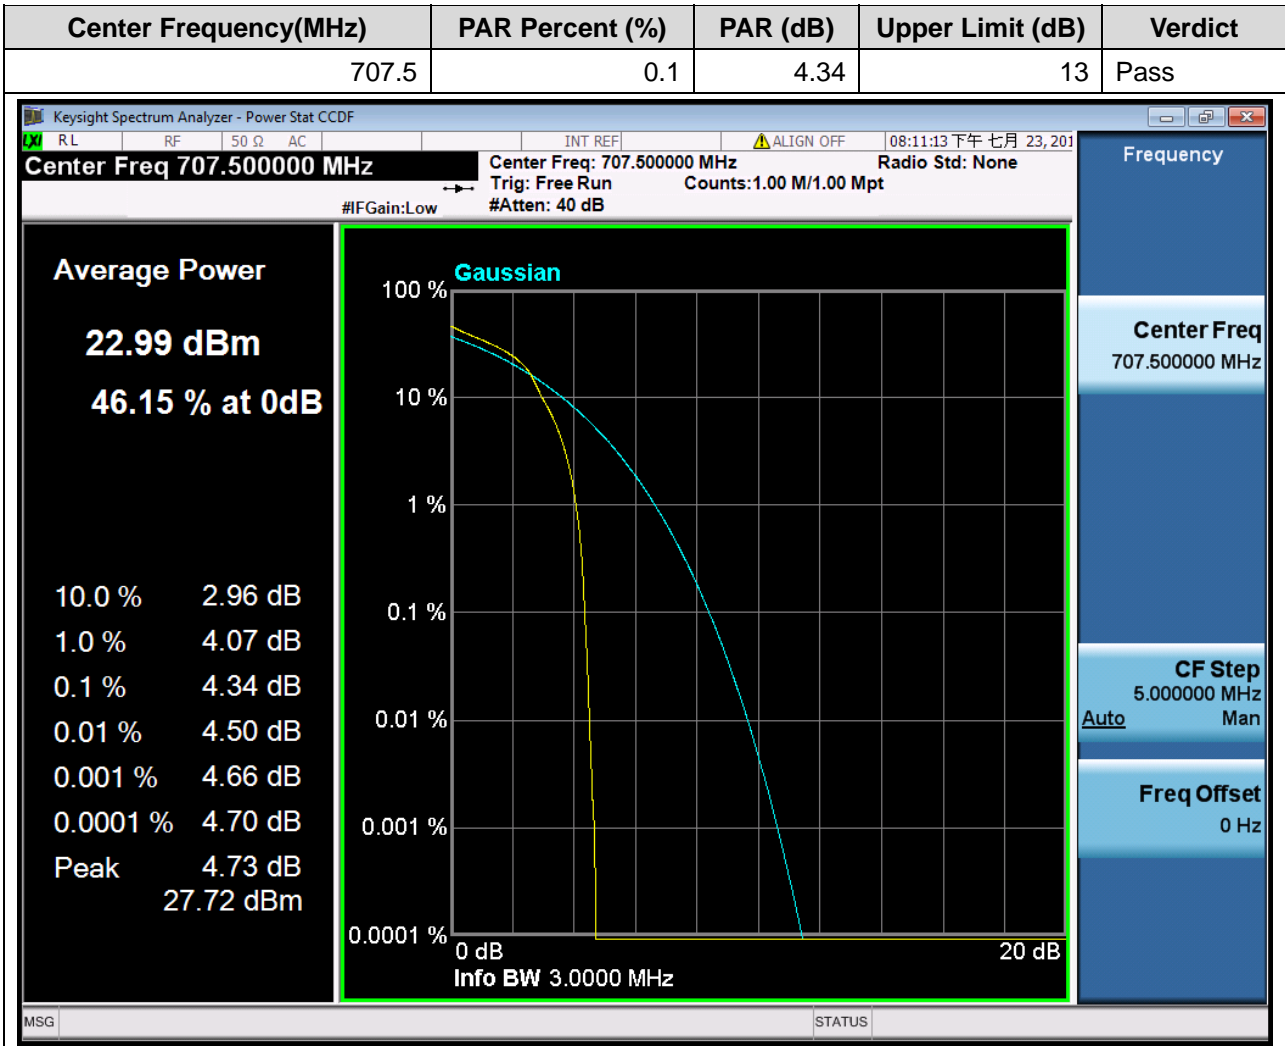 Center Frequency(MHz) PAR Percent (%) PAR (dB) Upper Limit (dB) Verdict
707.5 0.1 4.34 13 Pass
Keysight Spectrum Analyzer - Power Stat CCDF
LXI RL RF 50 Ω AC INT REF ALIGN OFF 08:11:13 下午 七月 23, 201
Center Freq 707.500000 MHz
Center Freq: 707.500000 MHz Radio Std: None
Trig: Free Run Counts:1.00 M/1.00 Mpt
#IFGain:Low #Atten: 40 dB
Frequency
Average Power
22.99 dBm
46.15 % at 0dB
10.0 % 2.96 dB
1.0 % 4.07 dB
0.1 % 4.34 dB
0.01 % 4.50 dB
0.001 % 4.66 dB
0.0001 % 4.70 dB
Peak 4.73 dB
27.72 dBm
Gaussian
100 %
10 %
1 %
0.1 %
0.01 %
0.001 %
0.0001 %
0 dB 20 dB
Info BW 3.0000 MHz
Center Freq
707.500000 MHz
CF Step
5.000000 MHz
Auto Man
Freq Offset
0 Hz
MSG STATUS